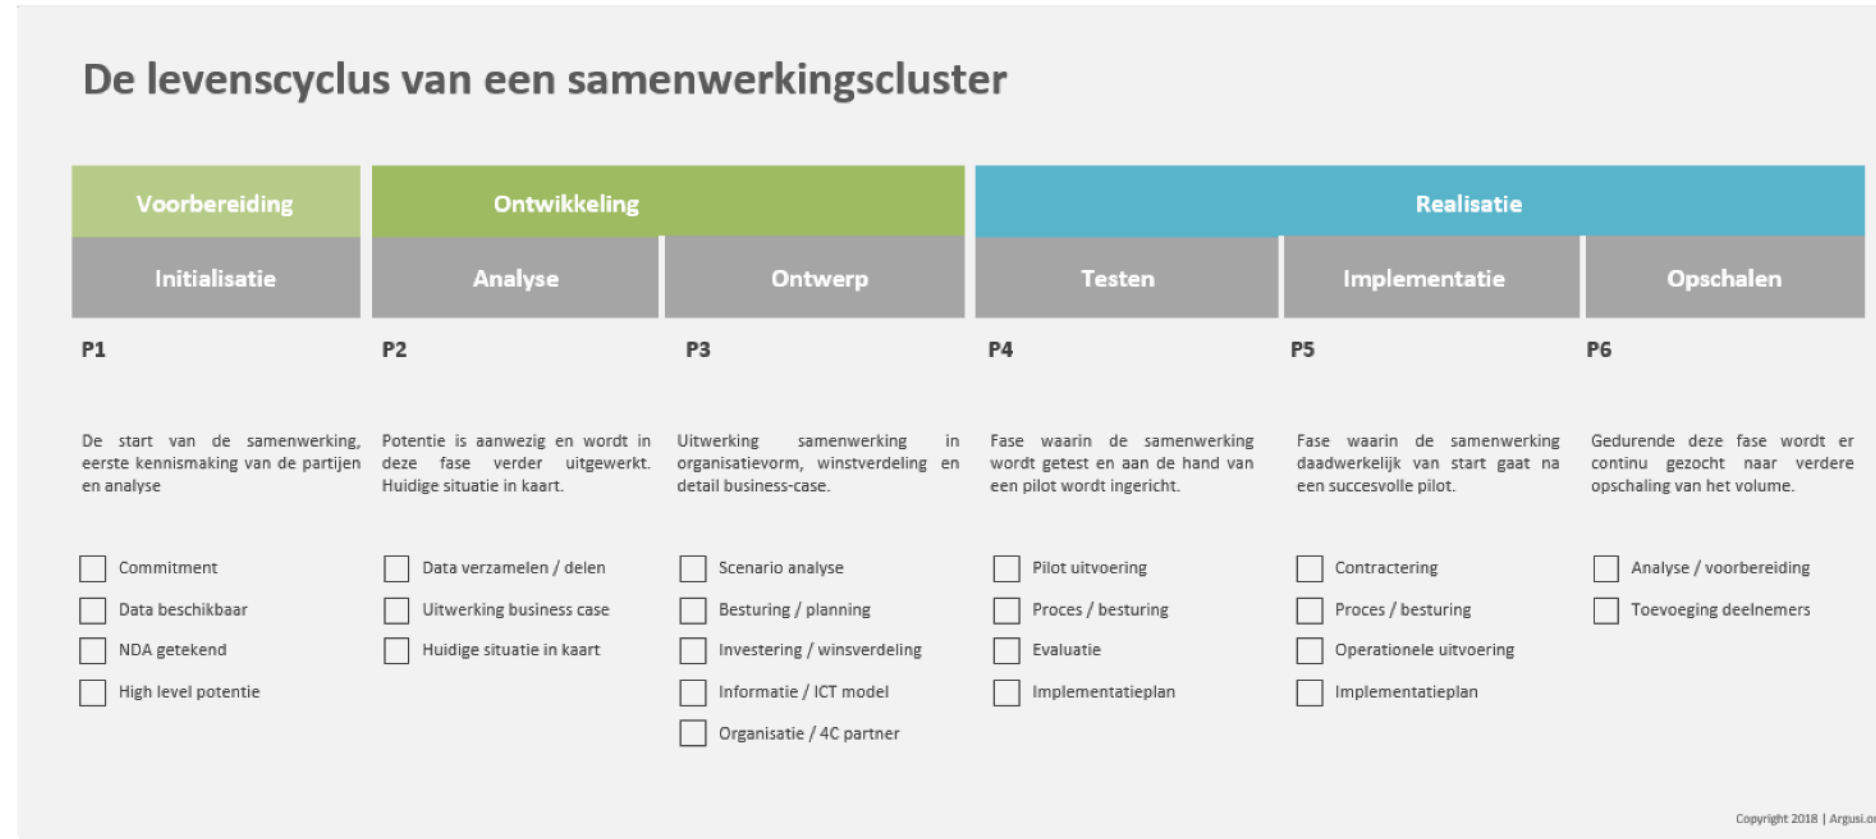 De levenscyclus van een samenwerkingscluster
Voorbereiding
Ontwikkeling
Realisatie
Initialisatie
Analyse
Ontwerp
Testen
Implementatie
Opschalen
P1
P2
P3
P4
P5
P6
De start van de samenwerking,
eerste kennismaking van de partijen
en analyse
Potentie is aanwezig en wordt in
deze fase verder uitgewerkt.
Huidige situatie in kaart.
Uitwerking samenwerking in
organisatievorm, winstverdeling en
detail business-case.
Fase waarin de samenwerking
wordt getest en aan de hand van
een pilot wordt ingericht.
Fase waarin de samenwerking
daadwerkelijk van start gaat na
een succesvolle pilot.
Gedurende deze fase wordt er
continu gezocht naar verdere
opschaling van het volume.
Commitment
Data beschikbaar
NDA getekend
High level potentie
Data verzamelen / delen
Uitwerking business case
Huidige situatie in kaart
Scenario analyse
Besturing / planning
Investering / winsverdeling
Informatie / ICT model
Organisatie / 4C partner
Pilot uitvoering
Proces / besturing
Evaluatie
Implementatieplan
Contractering
Proces / besturing
Operationele uitvoering
Implementatieplan
Analyse / voorbereiding
Toevoeging deelnemers
Copyright 2018 |